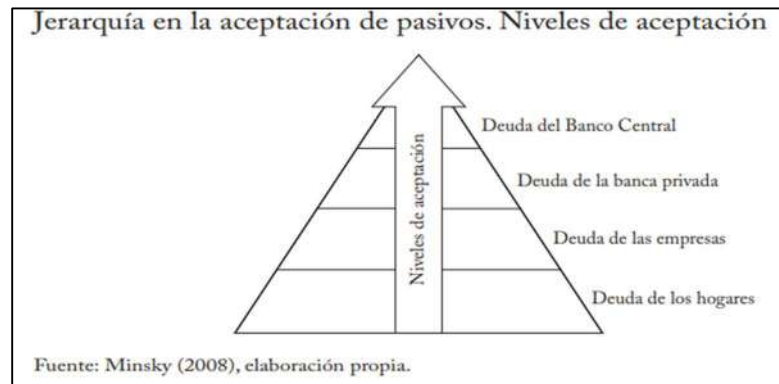 Jerarquía en la aceptación de pasivos. Niveles de aceptación
Deuda del Banco Central
Deuda de la banca privada
Niveles de aceptación
Deuda de las empresas
Deuda de los hogares
Fuente: Minsky (2008), elaboración propia.